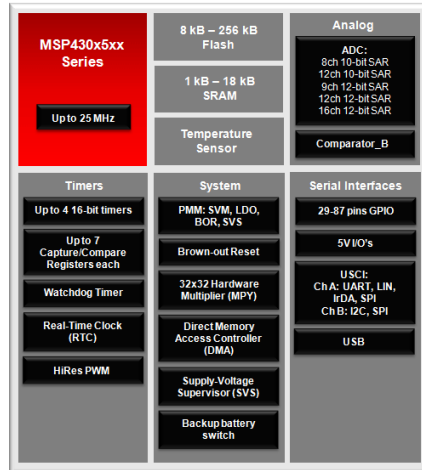 MSP430x5xx
Series
Up to 25 MHz
8 kB – 256 kB
Flash
1 kB – 18 kB
SRAM
Temperature
Sensor
Analog
ADC:
8ch 10-bit SAR
12ch 10-bit SAR
9ch 12-bit SAR
12ch 12-bit SAR
16ch 12-bit SAR
Comparator_B
Timers
Up to 4 16-bit timers
Up to 7
Capture/Compare
Registers each
Watchdog Timer
Real-Time Clock
(RTC)
HiRes PWM
System
PMM: SVM, LDO,
BOR, SVS
Brown-out Reset
32x32 Hardware
Multiplier (MPY)
Direct Memory
Access Controller
(DMA)
Supply-Voltage
Supervisor (SVS)
Backup battery
switch
Serial Interfaces
29-87 pins GPIO
5V I/O's
USCI:
Ch A: UART, LIN,
IrDA, SPI
Ch B: I2C, SPI
USB